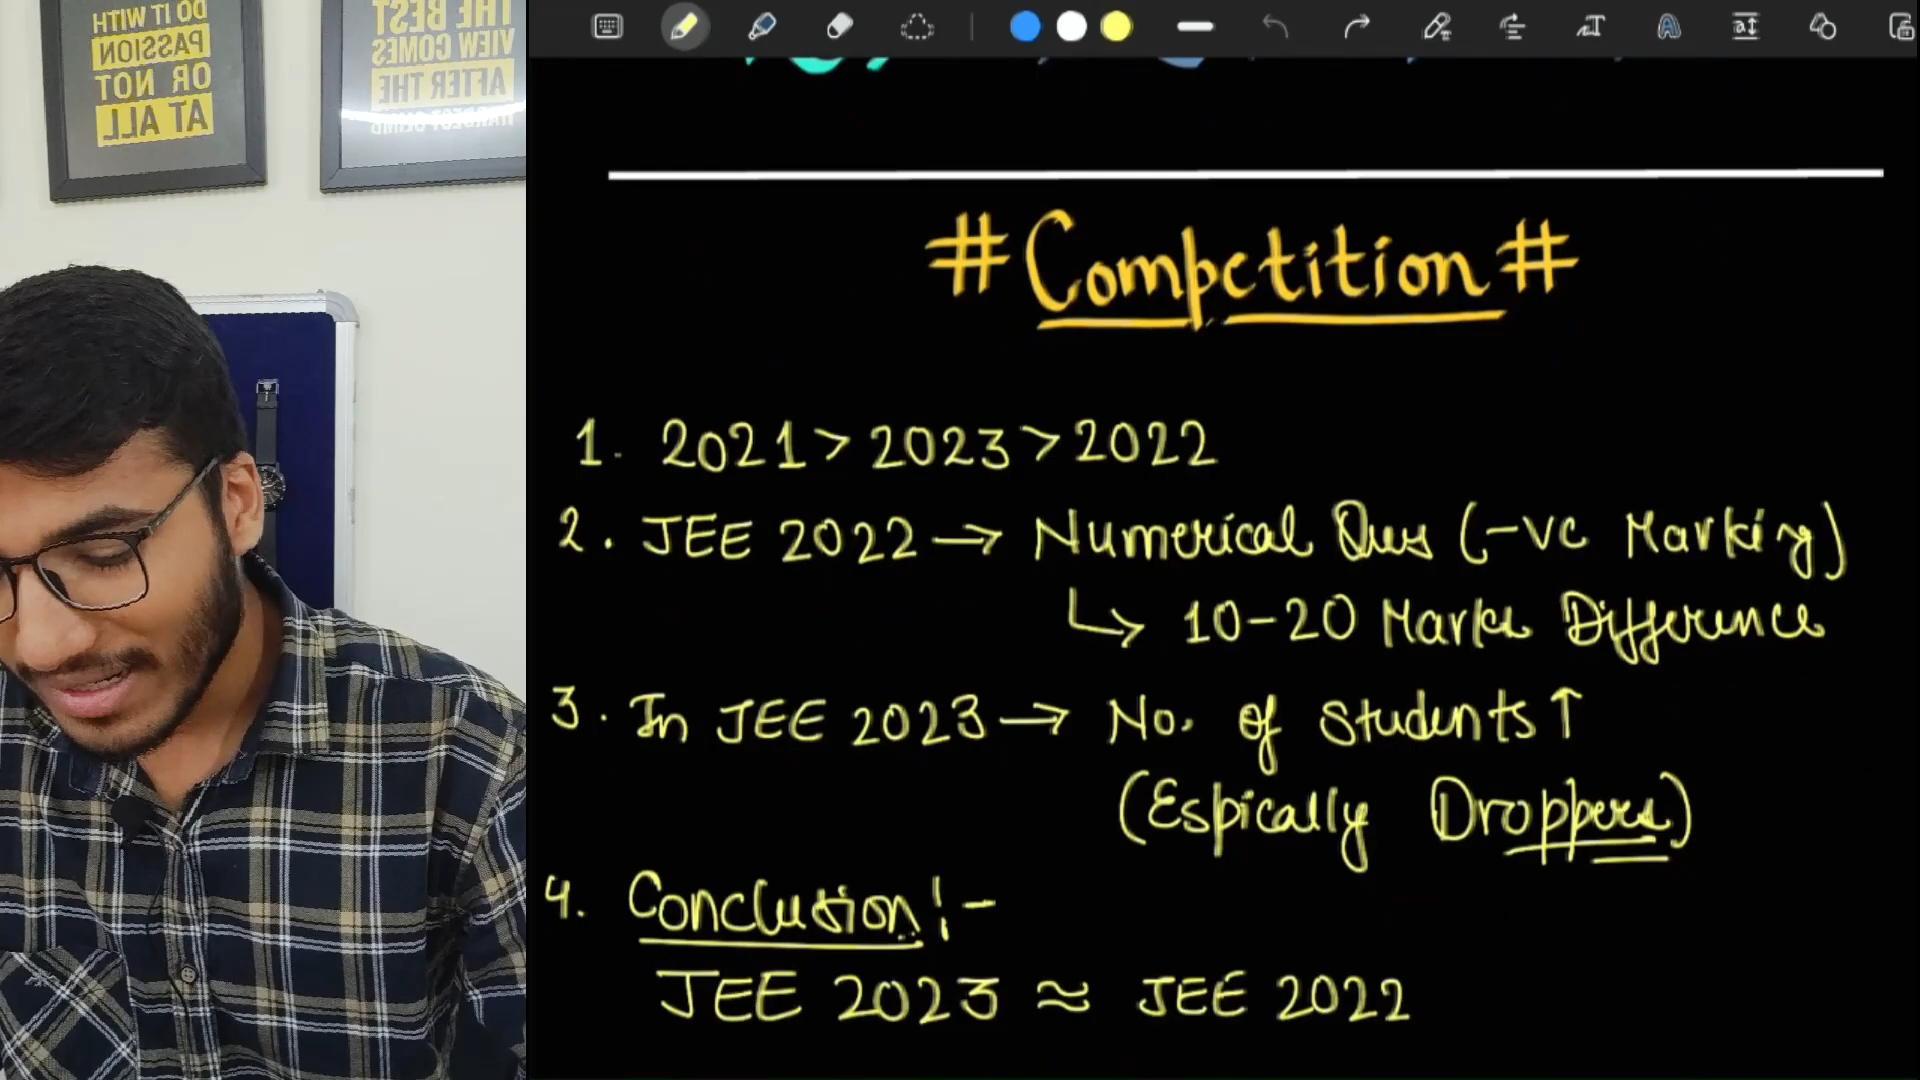 DO IT WITH
PASSION
OR NOT
AT ALL
THE BEST
VIEW COMES
AFTER THE
HARDEST CLIMB
#Competition#
1. 2021 > 2023 > 2022
2. JEE 2022 → Numerical Ques (-ve Marking)
↳ 10-20 Marks Difference
3. In JEE 2023 → No. of students ↑
(Espically Droppers)
4. Conclusion :-
JEE 2023 ≈ JEE 2022